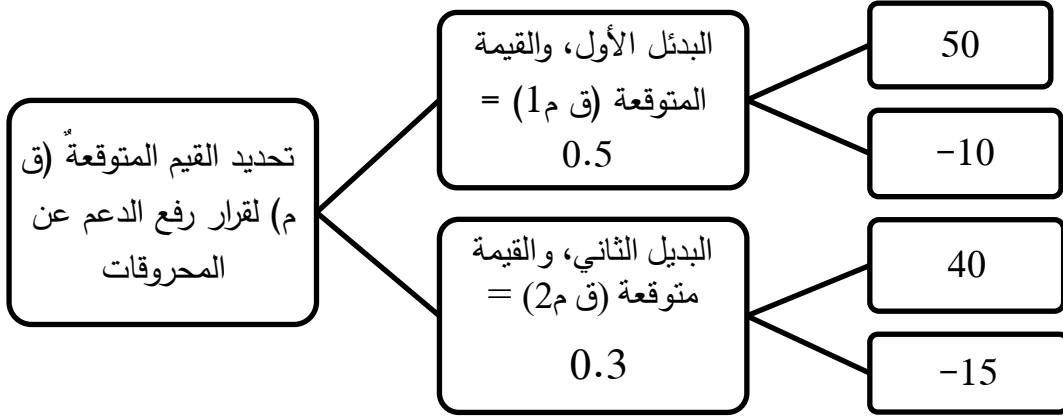 تحديد القيم المتوقعةٌ (ق
م) لقرار رفع الدعم عن
المحروقات
البدئل الأول، والقيمة
المتوقعة (ق م1) =
0.5
50
-10
البديل الثاني، والقيمة
متوقعة (ق م2) =
0.3
40
-15